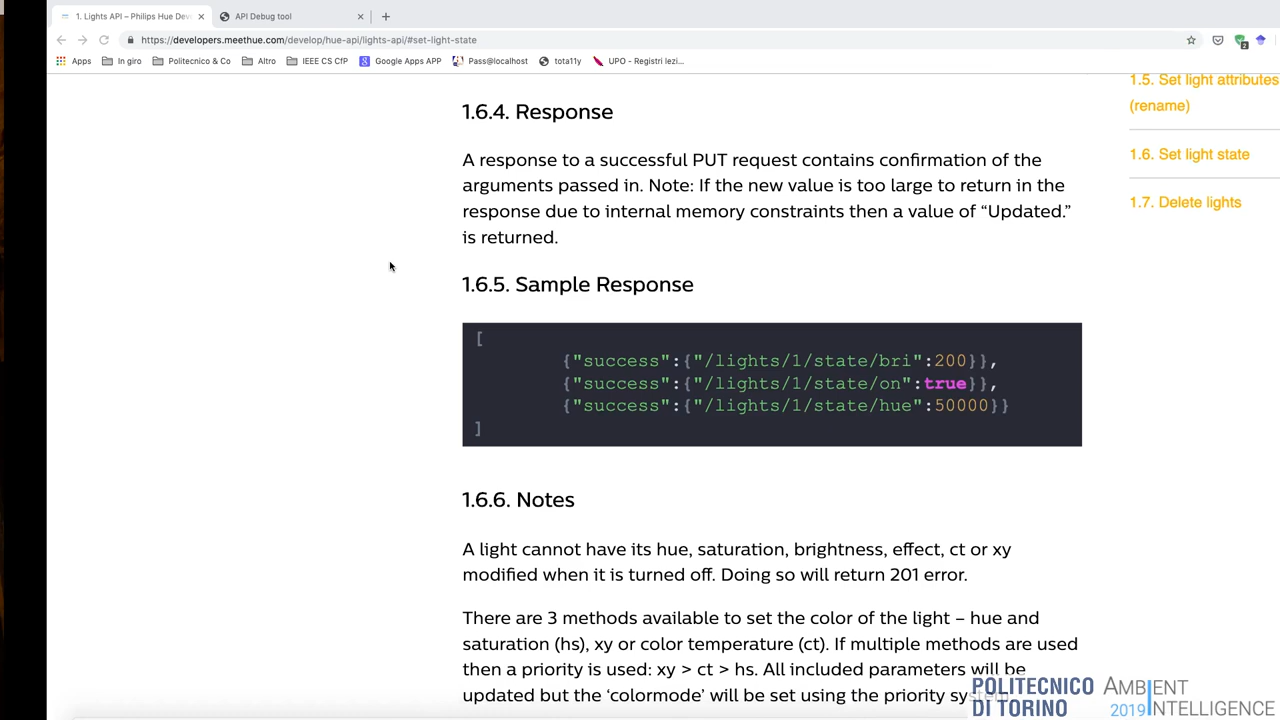 1. Lights API – Philips Hue Dev
API Debug tool
https://developers.meethue.com/develop/hue-api/lights-api/#set-light-state
Apps
In giro
Politecnico & Co
Altro
IEEE CS CfP
Google Apps APP
Pass@localhost
tota11y
UPO - Registri lezi...
1.6.4. Response
A response to a successful PUT request contains confirmation of the
arguments passed in. Note: If the new value is too large to return in the
response due to internal memory constraints then a value of “Updated.”
is returned.
1.6.5. Sample Response
[
{"success":{"/lights/1/state/bri":200}},
{"success":{"/lights/1/state/on":true}},
{"success":{"/lights/1/state/hue":50000}}
]
1.6.6. Notes
A light cannot have its hue, saturation, brightness, effect, ct or xy
modified when it is turned off. Doing so will return 201 error.
There are 3 methods available to set the color of the light – hue and
saturation (hs), xy or color temperature (ct). If multiple methods are used
then a priority is used: xy > ct > hs. All included parameters will be
updated but the ‘colormode’ will be set using the priority
1.5. Set light attributes
(rename)
1.6. Set light state
1.7. Delete lights
POLITECNICO
DI TORINO
AMBIENT
2019 INTELLIGENCE